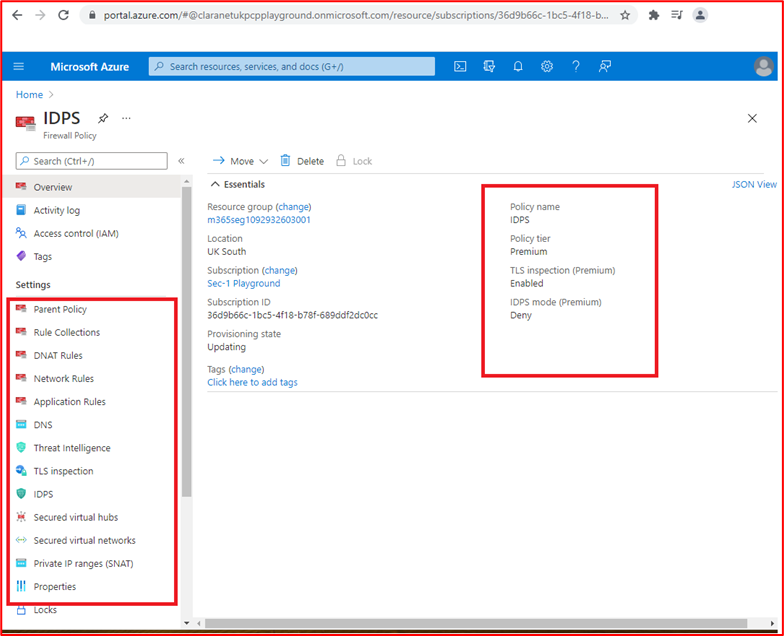 portal.azure.com/#@claranetukpcpplayground.onmicrosoft.com/resource/subscriptions/36d9b66c-1bc5-4f18-b...
Microsoft Azure
Search resources, services, and docs (G+/)
Home >
IDPS
Firewall Policy
Search (Ctrl+/)
«
Overview
Activity log
Access control (IAM)
Tags
Settings
Parent Policy
Rule Collections
DNAT Rules
Network Rules
Application Rules
DNS
Threat Intelligence
TLS inspection
IDPS
Secured virtual hubs
Secured virtual networks
Private IP ranges (SNAT)
Properties
Locks
Move
Delete
Lock
Essentials
JSON View
Resource group (change)
m365seg1092932603001
Location
UK South
Subscription (change)
Sec-1 Playground
Subscription ID
36d9b66c-1bc5-4f18-b78f-689ddf2dc0cc
Provisioning state
Updating
Tags (change)
Click here to add tags
Policy name
IDPS
Policy tier
Premium
TLS inspection (Premium)
Enabled
IDPS mode (Premium)
Deny